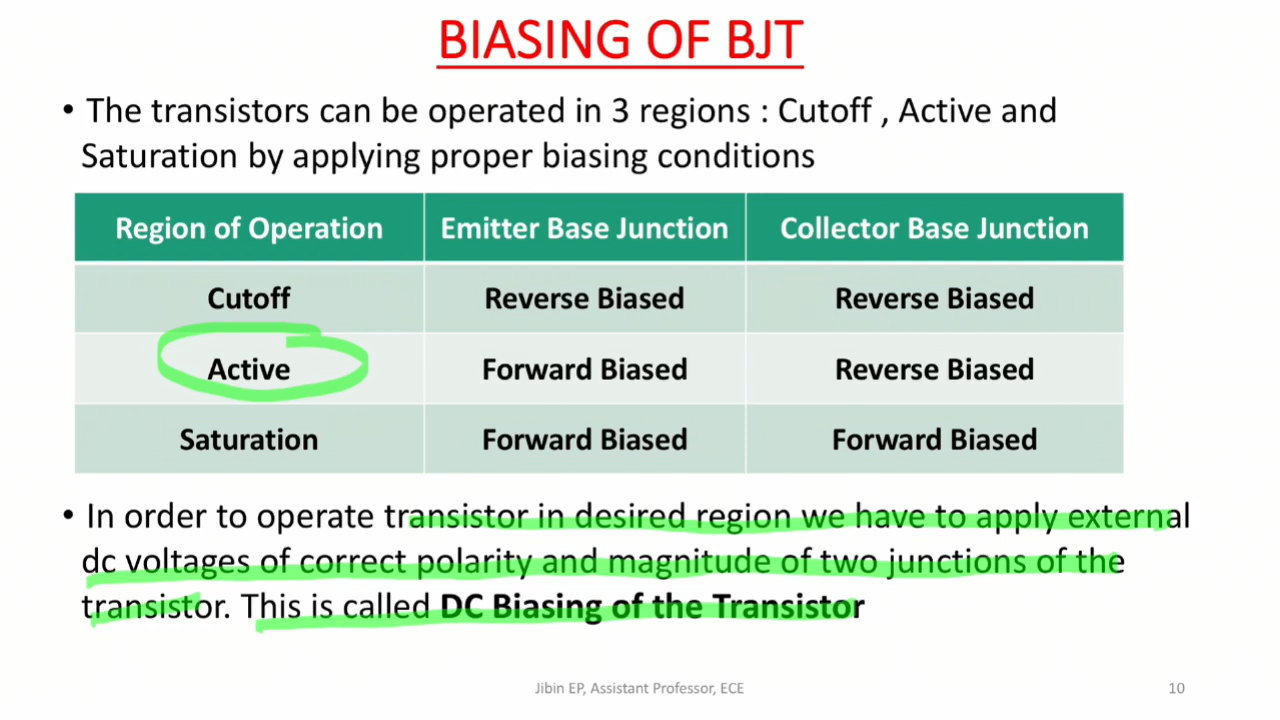 BIASING OF BJT
• The transistors can be operated in 3 regions : Cutoff , Active and
Saturation by applying proper biasing conditions
Region of Operation Emitter Base Junction Collector Base Junction
Cutoff Reverse Biased Reverse Biased
Active Forward Biased Reverse Biased
Saturation Forward Biased Forward Biased
• In order to operate transistor in desired region we have to apply external
dc voltages of correct polarity and magnitude of two junctions of the
transistor. This is called DC Biasing of the Transistor
Jibin EP, Assistant Professor, ECE 10